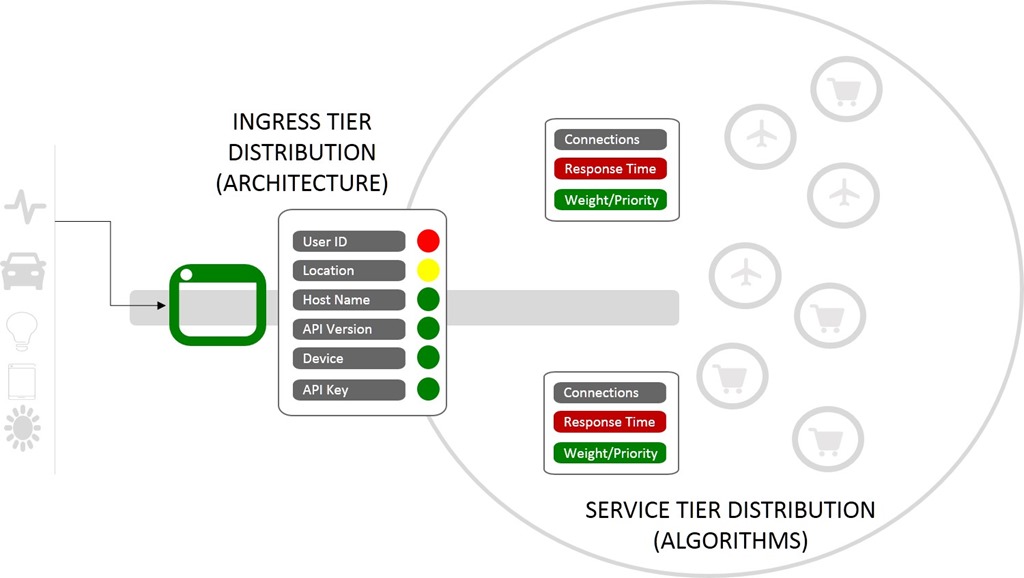 INGRESS TIER
DISTRIBUTION
(ARCHITECTURE)
User ID
Location
Host Name
API Version
Device
API Key
Connections
Response Time
Weight/Priority
Connections
Response Time
Weight/Priority
SERVICE TIER DISTRIBUTION
(ALGORITHMS)